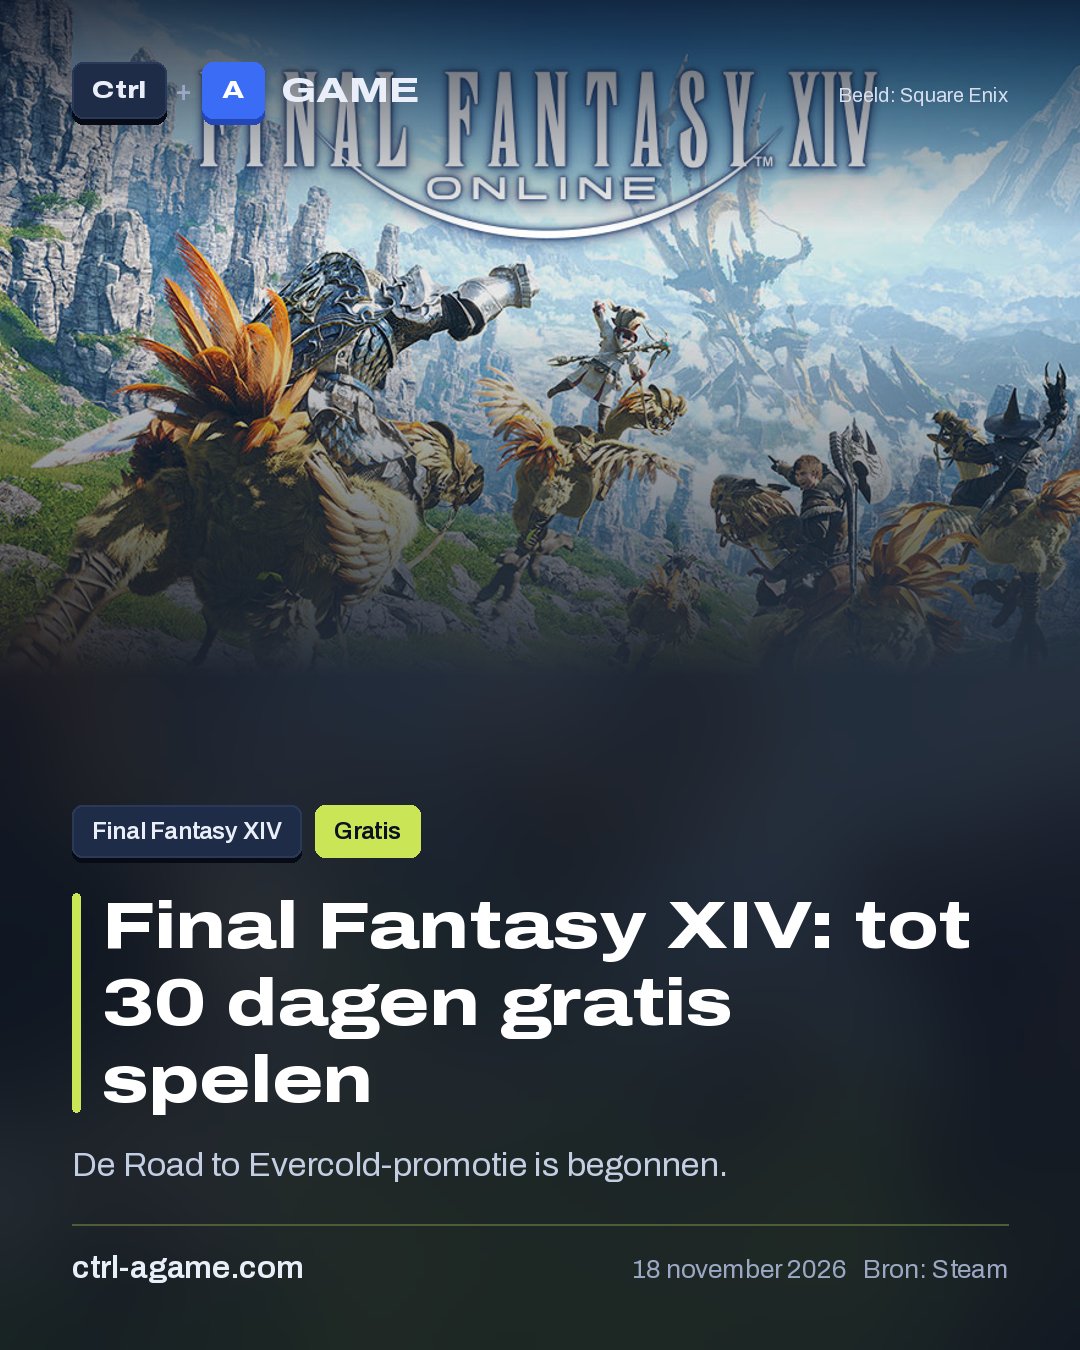 Ctrl + A GAME
Beeld: Square Enix
FINAL FANTASY XIV
™
ONLINE
Final Fantasy XIV
Gratis
Final Fantasy XIV: tot
30 dagen gratis
spelen
De Road to Evercold-promotie is begonnen.
ctrl-agame.com
18 november 2026 Bron: Steam